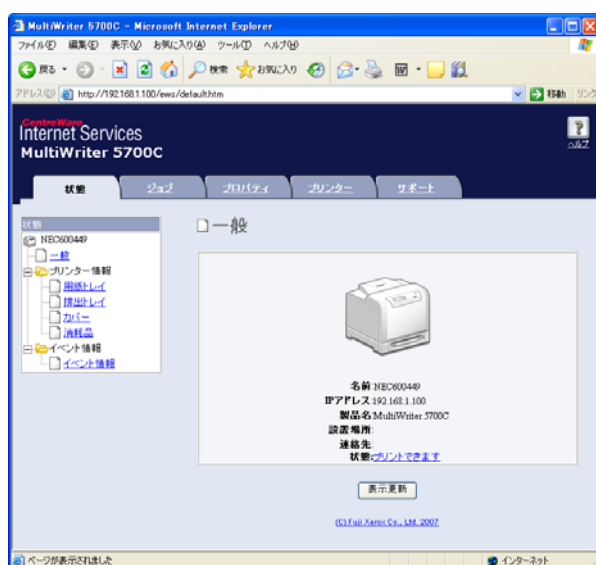 MultiWriter 5700C - Microsoft Internet Explorer
ファイル(F) 編集(E) 表示(V) お気に入り(A) ツール(T) ヘルプ(H)
戻る 検索 お気に入り
アドレス(D) http://192.168.1.100/ews/default.htm 移動 リンク
CentreWare
Internet Services
MultiWriter 5700C
ヘルプ
状態 ジョブ プロパティ プリンター サポート
状態
NEC600449
一般
プリンター情報
用紙トレイ
排出トレイ
カバー
消耗品
イベント情報
イベント情報
一般
名前 NEC600449
IPアドレス 192.168.1.100
製品名 MultiWriter 5700C
設置場所:
連絡先:
状態:プリントできます
表示更新
(C) Fuji Xerox Co., Ltd. 2007
ページが表示されました インターネット